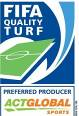 FIFA
QUALITY
TURF
PREFERRED PRODUCER
ACTGLOBAL
SPORTS